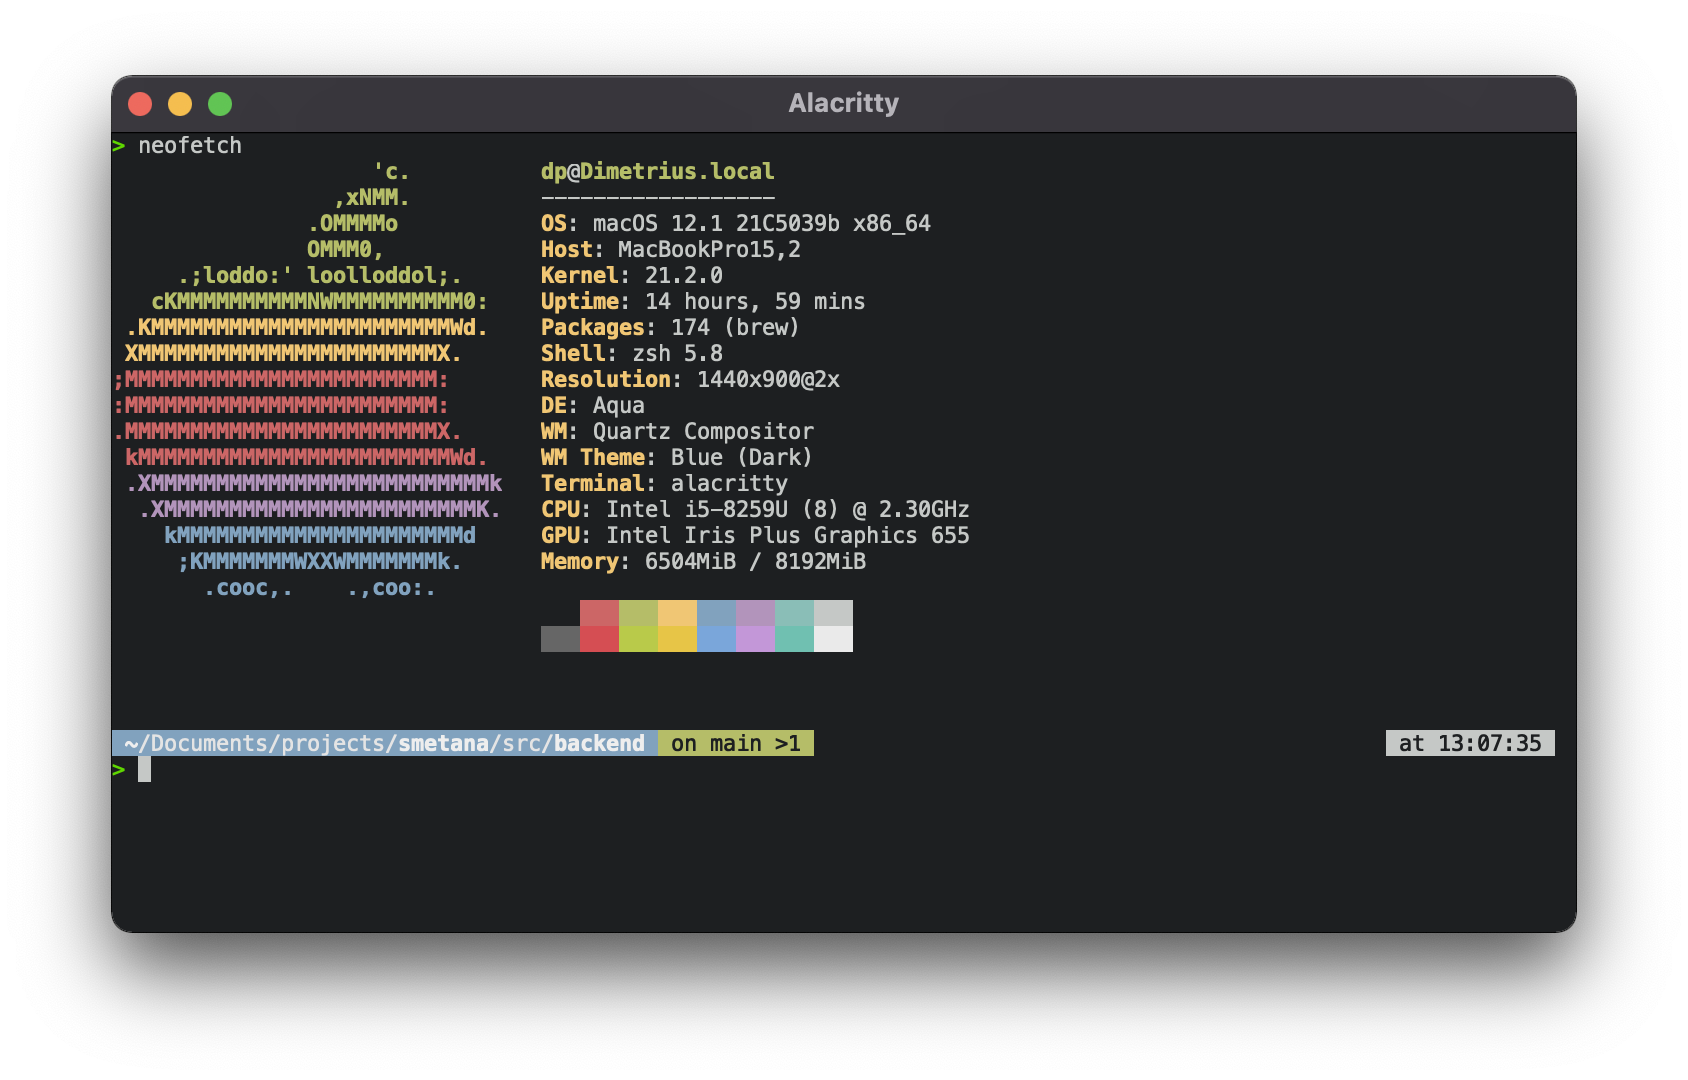 Alacritty
> neofetch
'c. dp@Dimetrius.local
,xNMM. ------------------
.OMMMMo OS: macOS 12.1 21C5039b x86_64
OMMM0, Host: MacBookPro15,2
.;loddo:' loolloddol;. Kernel: 21.2.0
cKMMMMMMMMMMNWMMMMMMMMMM0: Uptime: 14 hours, 59 mins
.KMMMMMMMMMMMMMMMMMMMMMMMWd. Packages: 174 (brew)
XMMMMMMMMMMMMMMMMMMMMMMMX. Shell: zsh 5.8
;MMMMMMMMMMMMMMMMMMMMMMMM: Resolution: 1440x900@2x
:MMMMMMMMMMMMMMMMMMMMMMMM: DE: Aqua
.MMMMMMMMMMMMMMMMMMMMMMMMX. WM: Quartz Compositor
kMMMMMMMMMMMMMMMMMMMMMMMMWd. WM Theme: Blue (Dark)
.XMMMMMMMMMMMMMMMMMMMMMMMMMMk Terminal: alacritty
.XMMMMMMMMMMMMMMMMMMMMMMMMK. CPU: Intel i5-8259U (8) @ 2.30GHz
kMMMMMMMMMMMMMMMMMMMMMMd GPU: Intel Iris Plus Graphics 655
;KMMMMMMMWXXWMMMMMMMk. Memory: 6504MiB / 8192MiB
.cooc,. .,coo:.
~/Documents/projects/smetana/src/backend on main >1 at 13:07:35
>